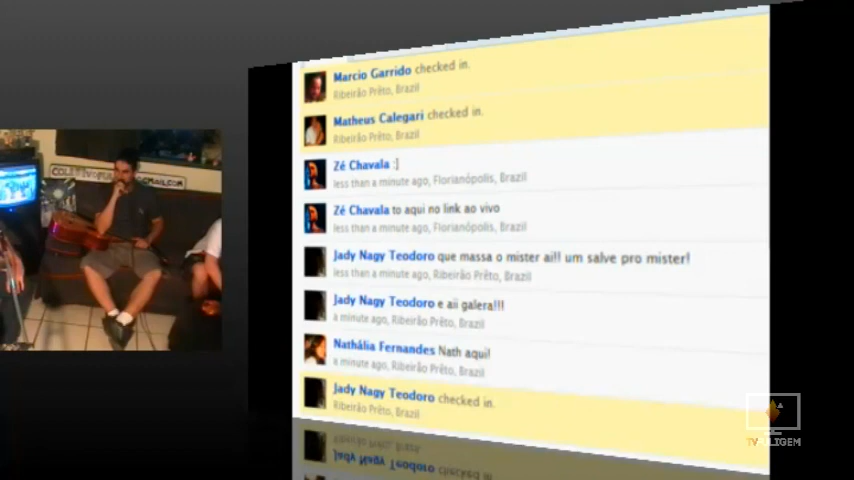 Marcio Garrido checked in.
Ribeirão Prêto, Brazil
Matheus Calegari checked in.
Ribeirão Prêto, Brazil
Zé Chavala :]
less than a minute ago, Florianópolis, Brazil
Zé Chavala to aqui no link ao vivo
less than a minute ago, Florianópolis, Brazil
Jady Nagy Teodoro que massa o mister ai!! um salve pro mister!
less than a minute ago, Ribeirão Prêto, Brazil
Jady Nagy Teodoro e aii galera!!!
a minute ago, Ribeirão Prêto, Brazil
Nathália Fernandes Nath aqui!
a minute ago, Ribeirão Prêto, Brazil
Jady Nagy Teodoro checked in.
Ribeirão Prêto, Brazil